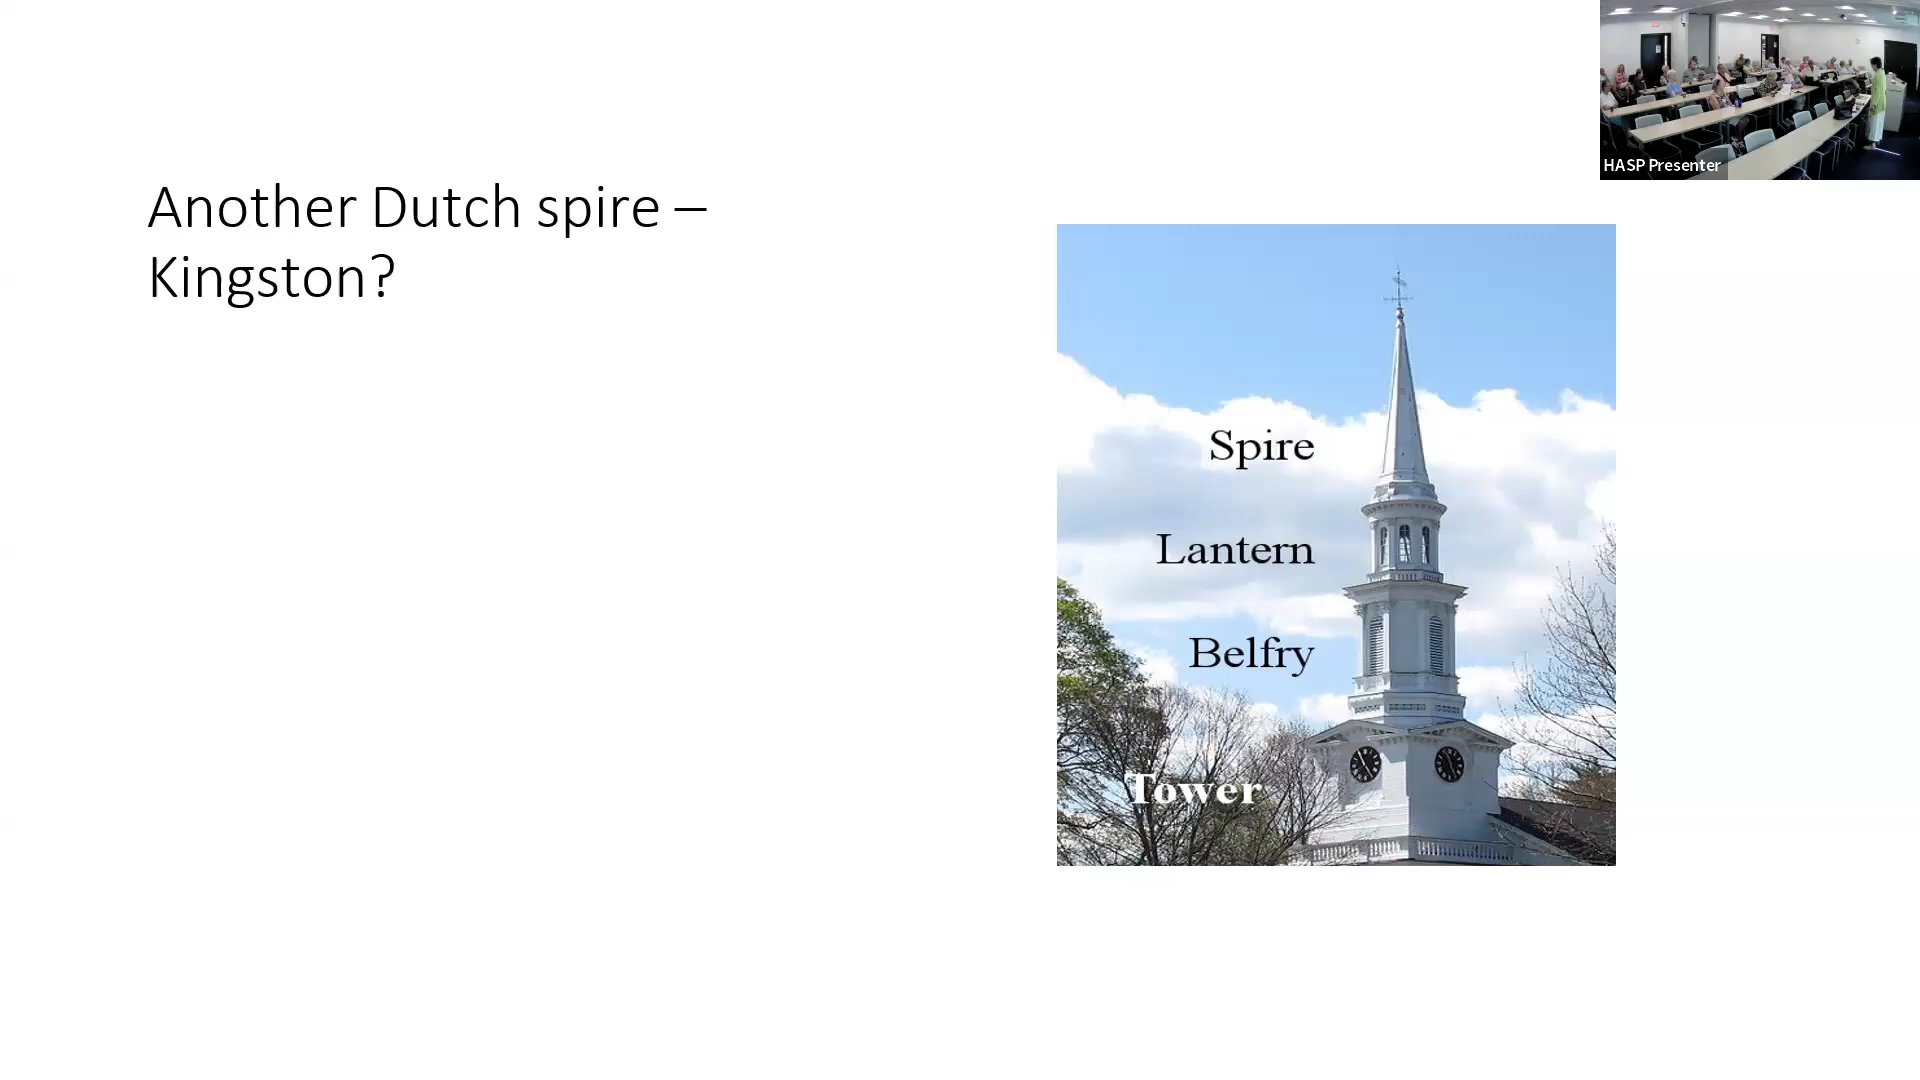 HASP Presenter
Another Dutch spire –
Kingston?
Spire
Lantern
Belfry
Tower